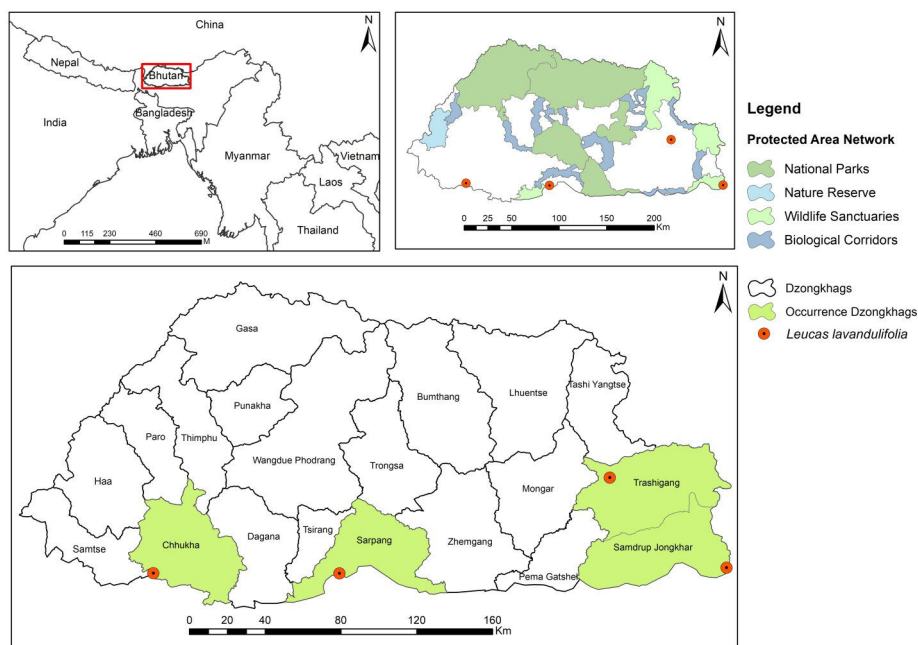 China
N
Nepal
Bhutan
India
Bangladesh
Myanmar
Vietnam
Laos
Thailand
0 115 230 460 690
M
N
0 25 50 100 150 200
Km
Legend
Protected Area Network
National Parks
Nature Reserve
Wildlife Sanctuaries
Biological Corridors
Dzongkhags
Occurrence Dzongkhags
Leucas lavandulifolia
N
Gasa
Punakha
Bumthang
Lhuentse
Tashi Yangtse
Paro
Thimphu
Wangdue Phodrang
Trongsa
Haa
Mongar
Trashigang
Samtse
Chhukha
Dagana
Tsirang
Sarpang
Zhemgang
Samdrup Jongkhar
Pema Gatshel
0 20 40 80 120 160
Km